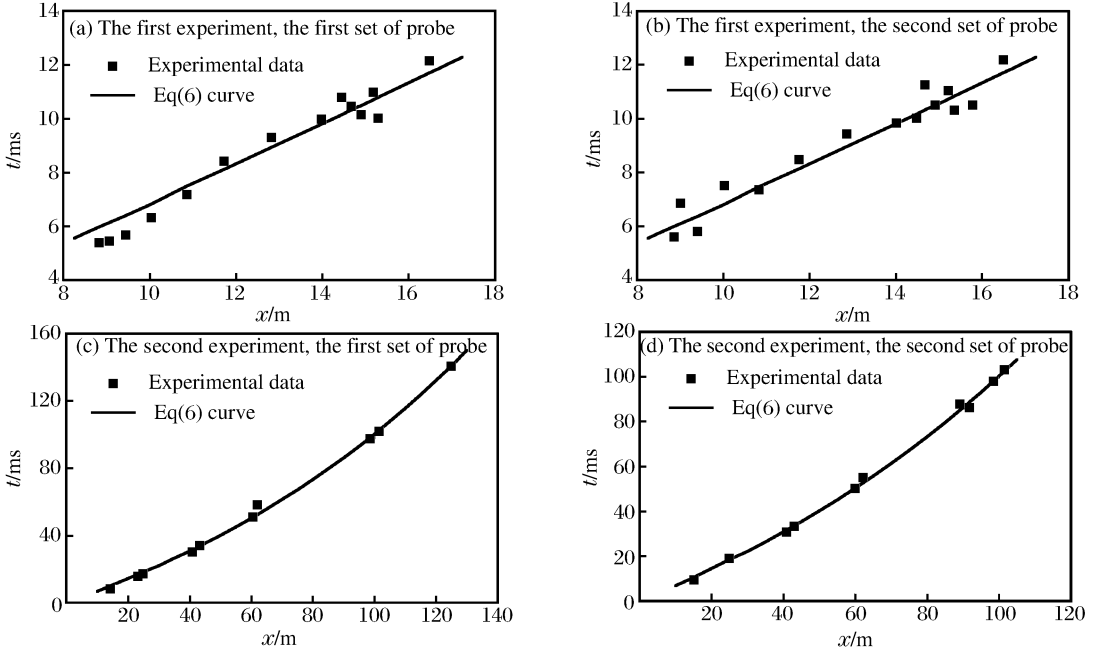 (a) The first experiment, the first set of probe
Experimental data
Eq(6) curve
14
12
10
8
6
4
t/ms
8 10 12 14 16 18
x/m
(b) The first experiment, the second set of probe
Experimental data
Eq(6) curve
14
12
10
8
6
4
t/ms
8 10 12 14 16 18
x/m
(c) The second experiment, the first set of probe
Experimental data
Eq(6) curve
160
120
80
40
0
t/ms
20 40 60 80 100 120 140
x/m
(d) The second experiment, the second set of probe
Experimental data
Eq(6) curve
120
100
80
60
40
20
0
t/ms
20 40 60 80 100 120
x/m